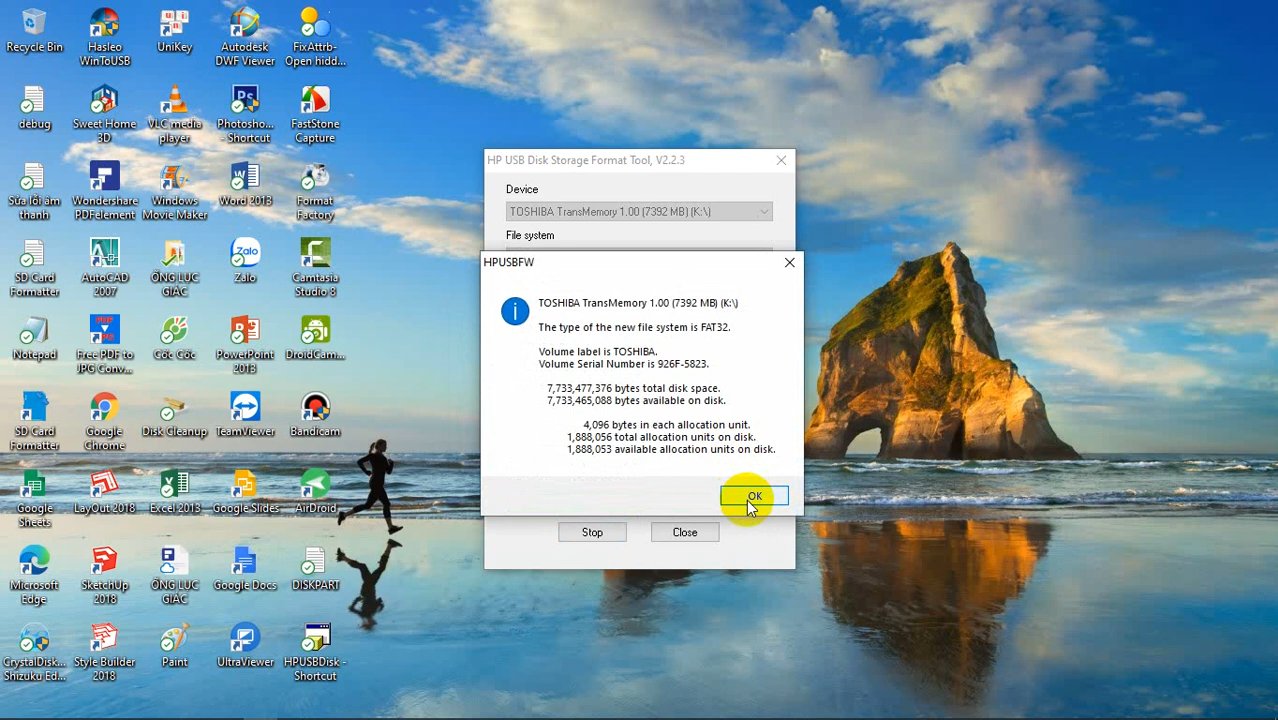 Recycle Bin
Hasleo
WinToUSB
UniKey
Autodesk
DWF Viewer
FixAttrb-
Open hidd...
debug
Sweet Home
3D
VLC media
player
Photosho...
- Shortcut
FastStone
Capture
Sửa lỗi âm
thanh
Wondershare
PDFelement
Windows
Movie Maker
Word 2013
Format
Factory
SD Card
Formatter
AutoCAD
2007
ỐNG LUC
GIÁC
Zalo
Camtasia
Studio 8
Notepad
Free PDF to
JPG Conv...
Cốc Cốc
PowerPoint
2013
DroidCam...
SD Card
Formatter
Google
Chrome
Disk Cleanup
TeamViewer
Bandicam
Google
Sheets
LayOut 2018
Excel 2013
Google Slides
AirDroid
Microsoft
Edge
SketchUp
2018
ỐNG LUC
GIÁC
Google Docs
DISKPART
CrystalDisk...
Shizuku Ed...
Style Builder
2018
Paint
UltraViewer
HPUSBDisk -
Shortcut
HP USB Disk Storage Format Tool, V2.2.3
Device
TOSHIBA TransMemory 1.00 (7392 MB) (K:\)
File system
HPUSBFW
TOSHIBA TransMemory 1.00 (7392 MB) (K:\)
The type of the new file system is FAT32.
Volume label is TOSHIBA.
Volume Serial Number is 926F-5823.
7,733,477,376 bytes total disk space.
7,733,465,088 bytes available on disk.
4,096 bytes in each allocation unit.
1,888,056 total allocation units on disk.
1,888,053 available allocation units on disk.
OK
Stop
Close